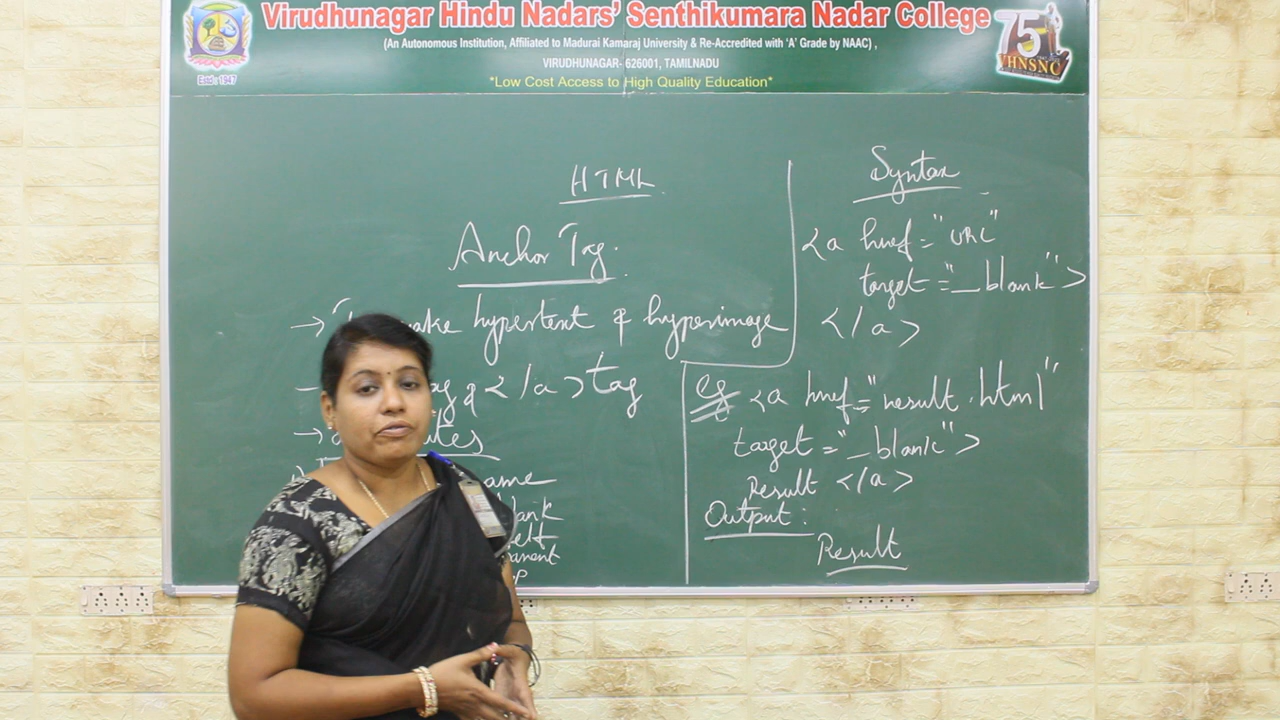 Virudhunagar Hindu Nadars' Senthikumara Nadar College
(An Autonomous Institution, Affiliated to Madurai Kamaraj University & Re-Accredited with 'A' Grade by NAAC) ,
VIRUDHUNAGAR- 626001, TAMILNADU
*Low Cost Access to High Quality Education*
Estd : 1947
75
VHNSNC
HTML
Anchor Tag.
→ make hypertext & hyperimage
& </a> tag
→
Syntax
<a href="URL"
target="_blank">
</a>
eg <a href="result.html"
target="_blank">
Result </a>
Output:
Result